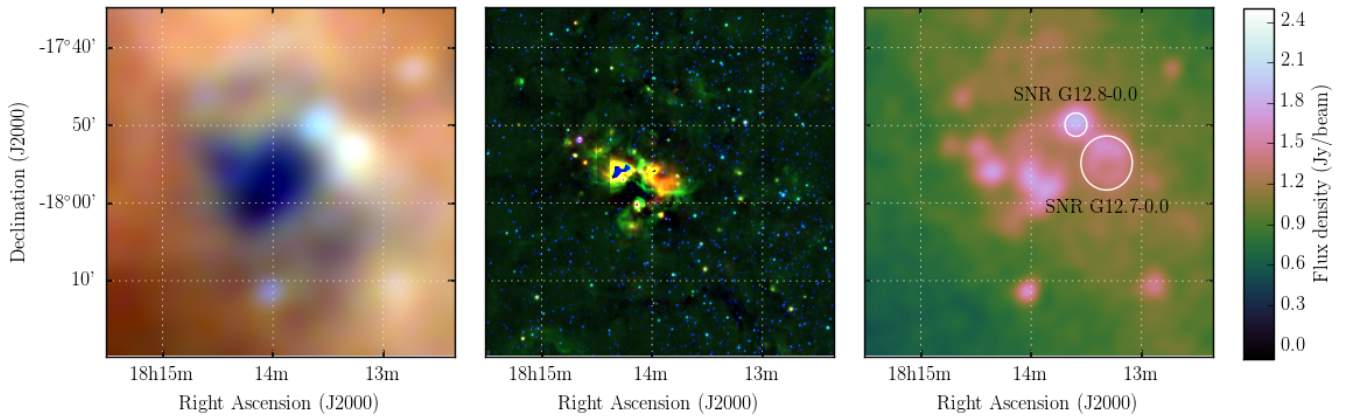 -17°40'
50'
-18°00'
10'
Declination (J2000)
18h15m 14m 13m
Right Ascension (J2000)
18h15m 14m 13m
Right Ascension (J2000)
SNR G12.8-0.0
SNR G12.7-0.0
18h15m 14m 13m
Right Ascension (J2000)
2.4
2.1
1.8
1.5
1.2
0.9
0.6
0.3
0.0
Flux density (Jy/beam)